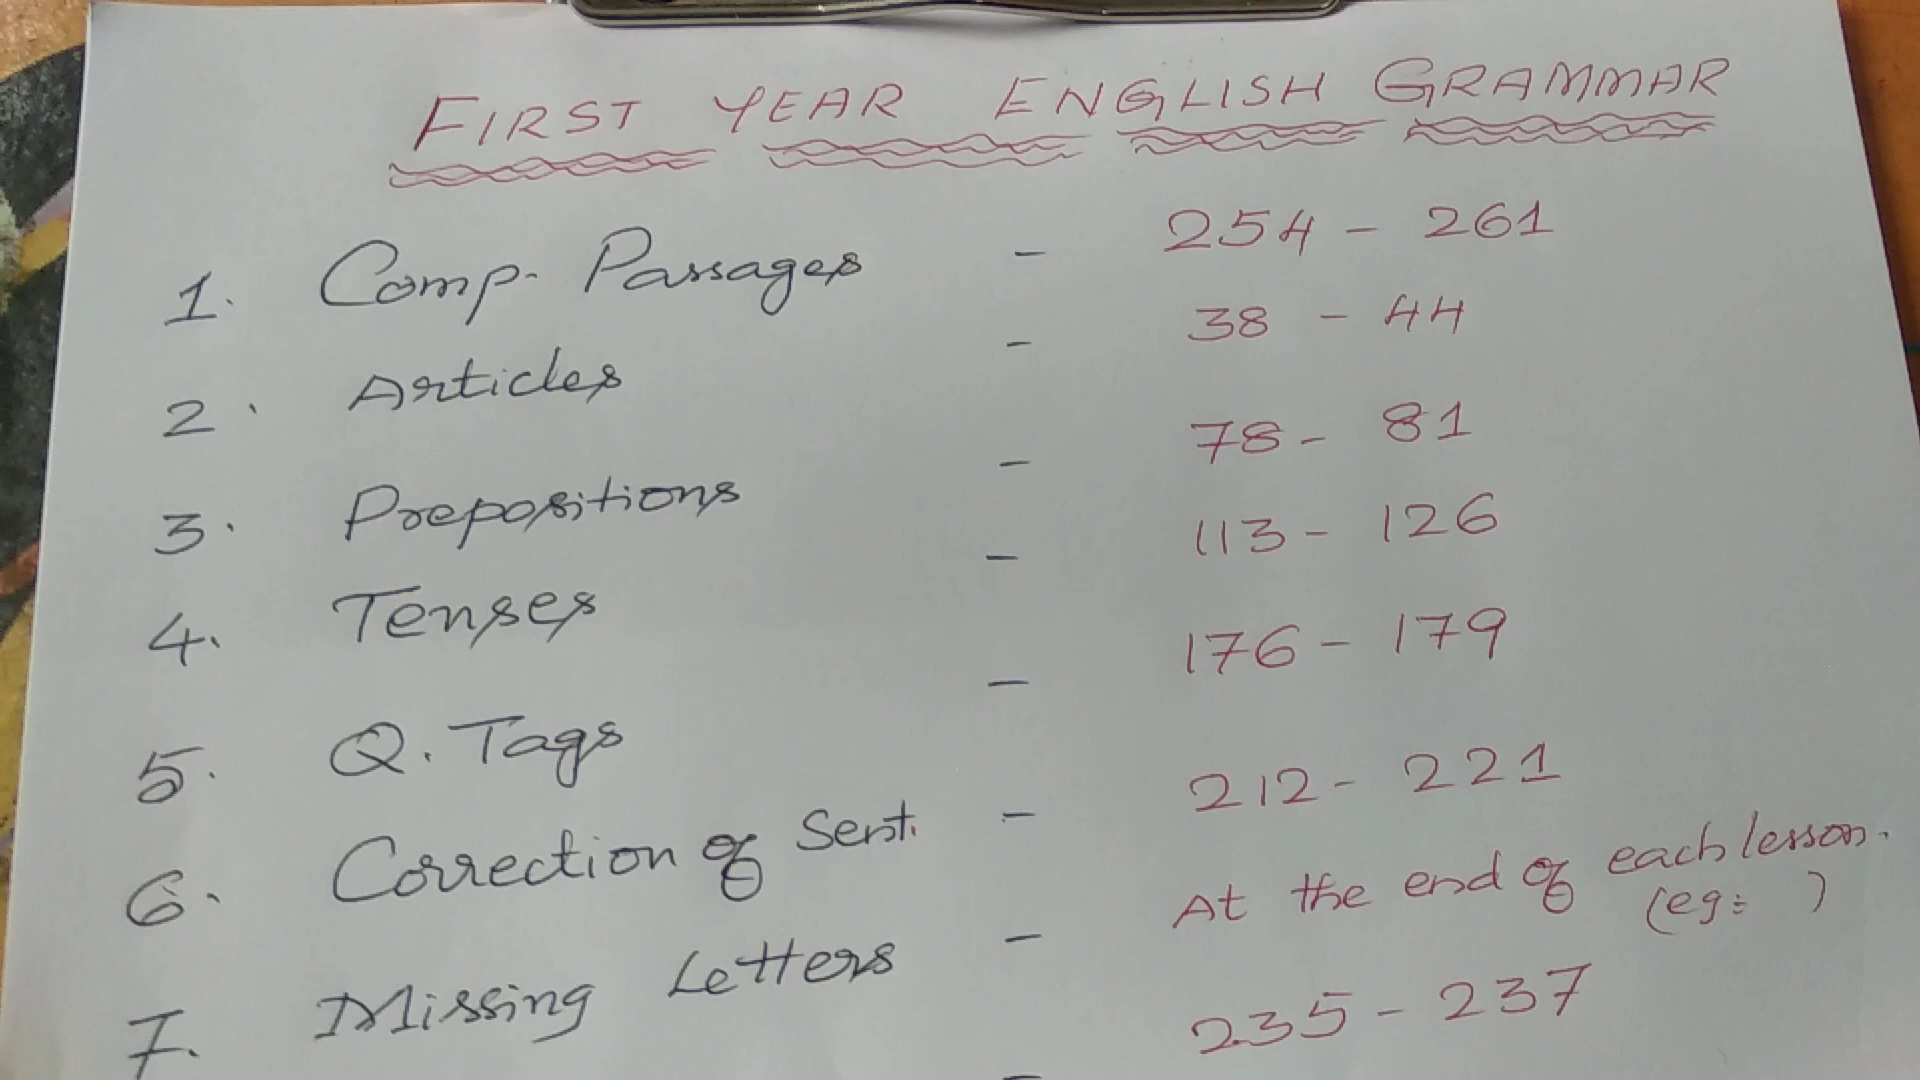 FIRST YEAR ENGLISH GRAMMAR
1. Comp. Passages - 254 - 261
2. Articles - 38 - 44
3. Prepositions - 78 - 81
4. Tenses - 113 - 126
5. Q. Tags - 176 - 179
6. Correction of Sent. - 212 - 221
7. Missing Letters - At the end of each lesson.
(eg: )
- 235 - 237